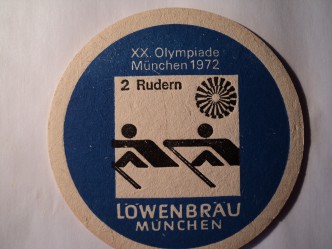 XX. Olympiade
München 1972
2 Rudern
LÖWENBRÄU
MÜNCHEN